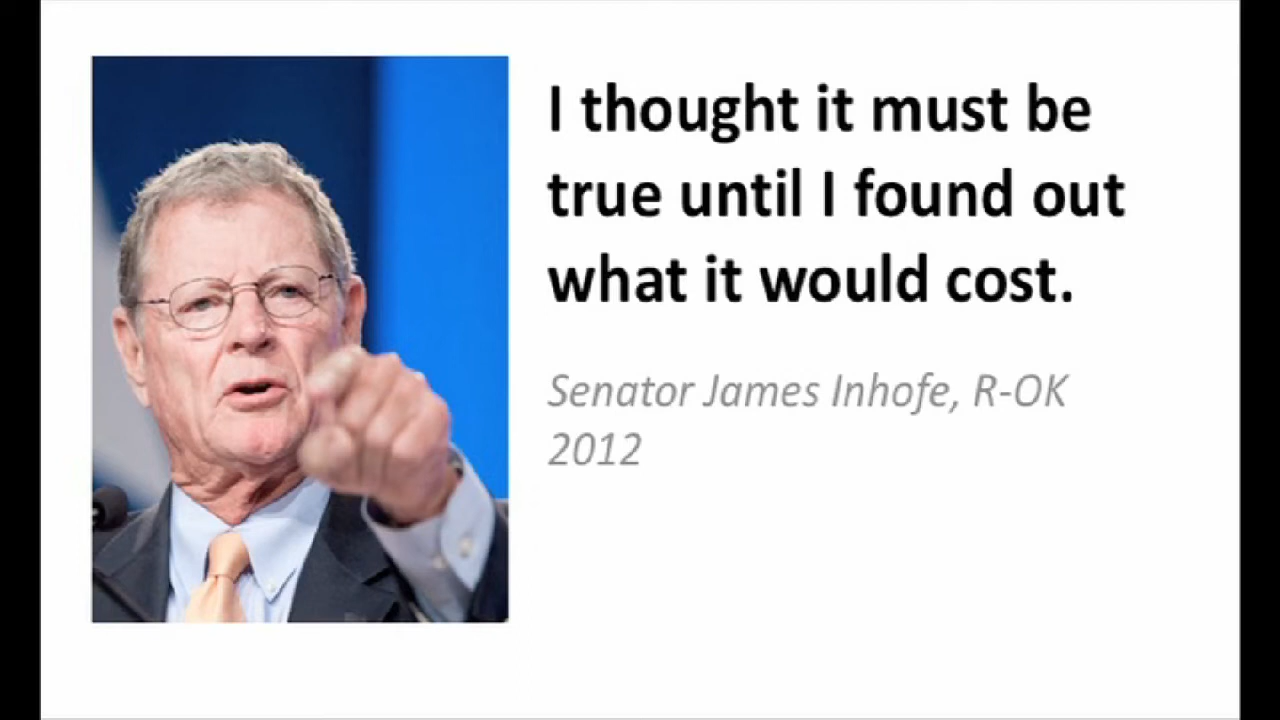 I thought it must be
true until I found out
what it would cost.
Senator James Inhofe, R-OK
2012